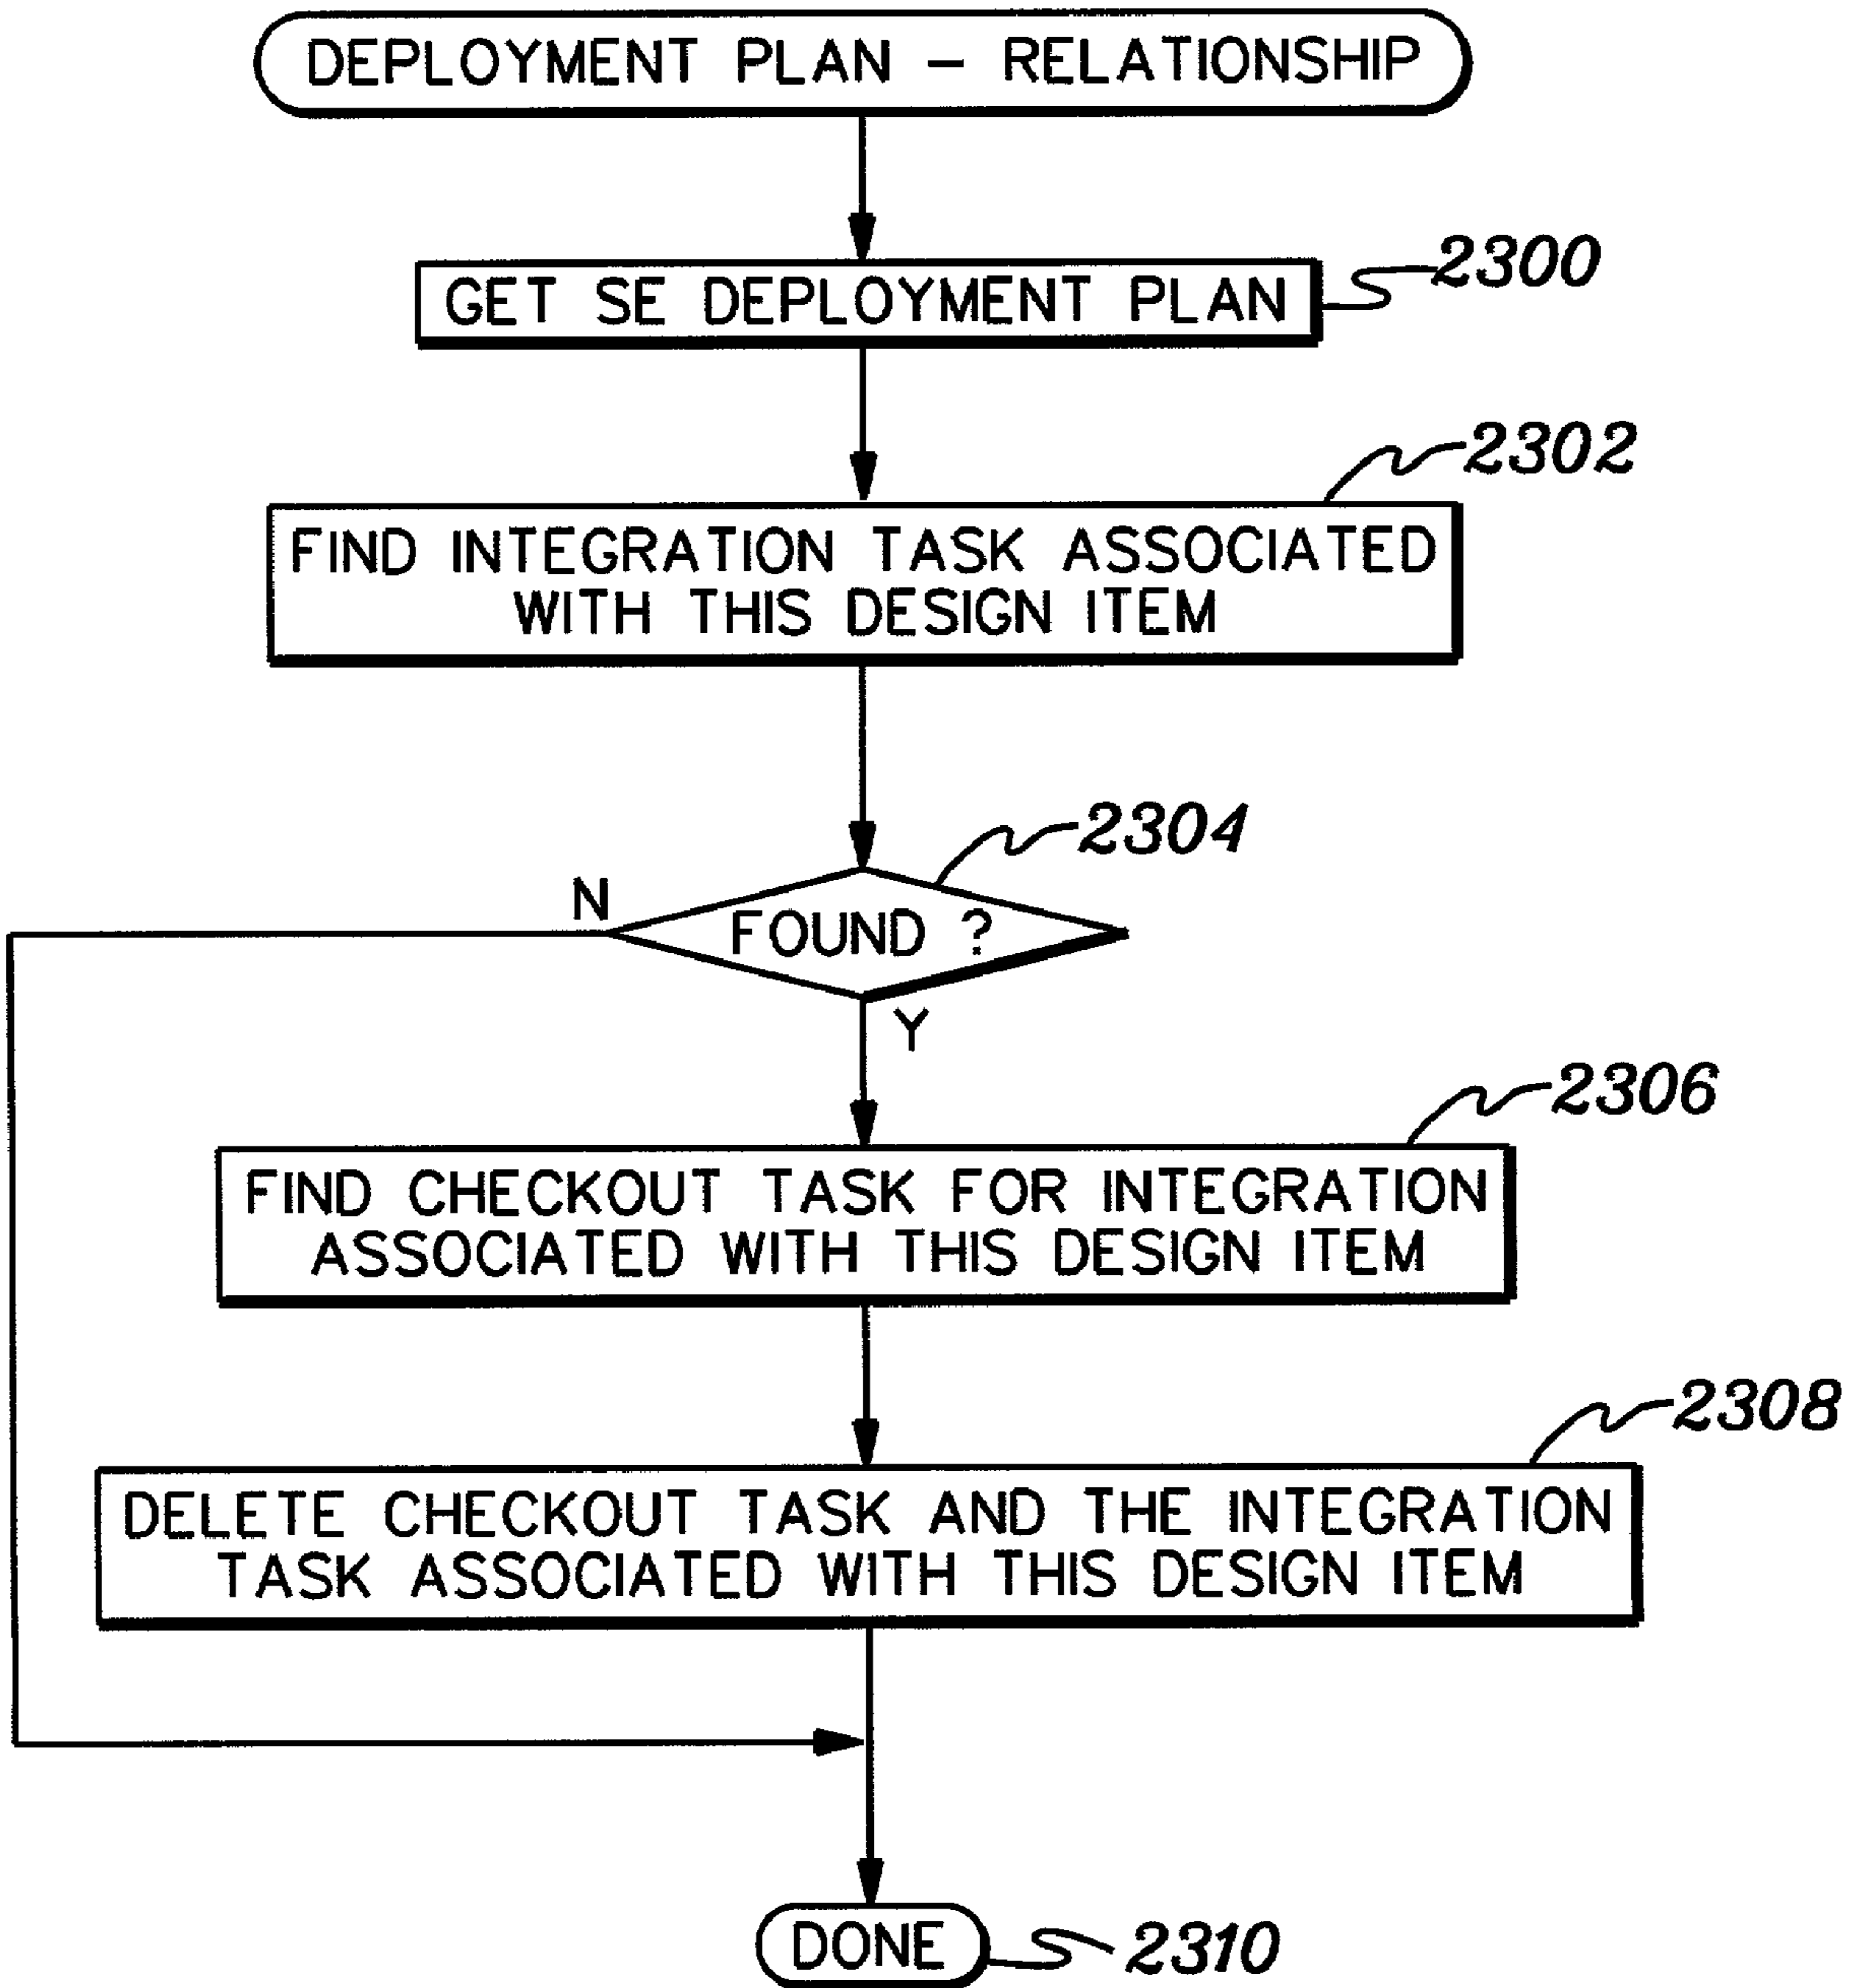 DEPLOYMENT PLAN – RELATIONSHIP
GET SE DEPLOYMENT PLAN
2300
2302
FIND INTEGRATION TASK ASSOCIATED
WITH THIS DESIGN ITEM
2304
N
FOUND ?
Y
2306
FIND CHECKOUT TASK FOR INTEGRATION
ASSOCIATED WITH THIS DESIGN ITEM
2308
DELETE CHECKOUT TASK AND THE INTEGRATION
TASK ASSOCIATED WITH THIS DESIGN ITEM
DONE
2310